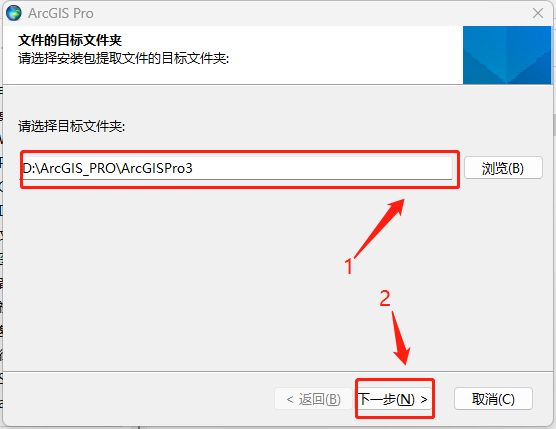 ArcGIS Pro
文件的目标文件夹
请选择安装包提取文件的目标文件夹:
请选择目标文件夹:
D:\ArcGIS_PRO\ArcGISPro3
浏览(B)
1
2
< 返回(B)
下一步(N) >
取消(C)